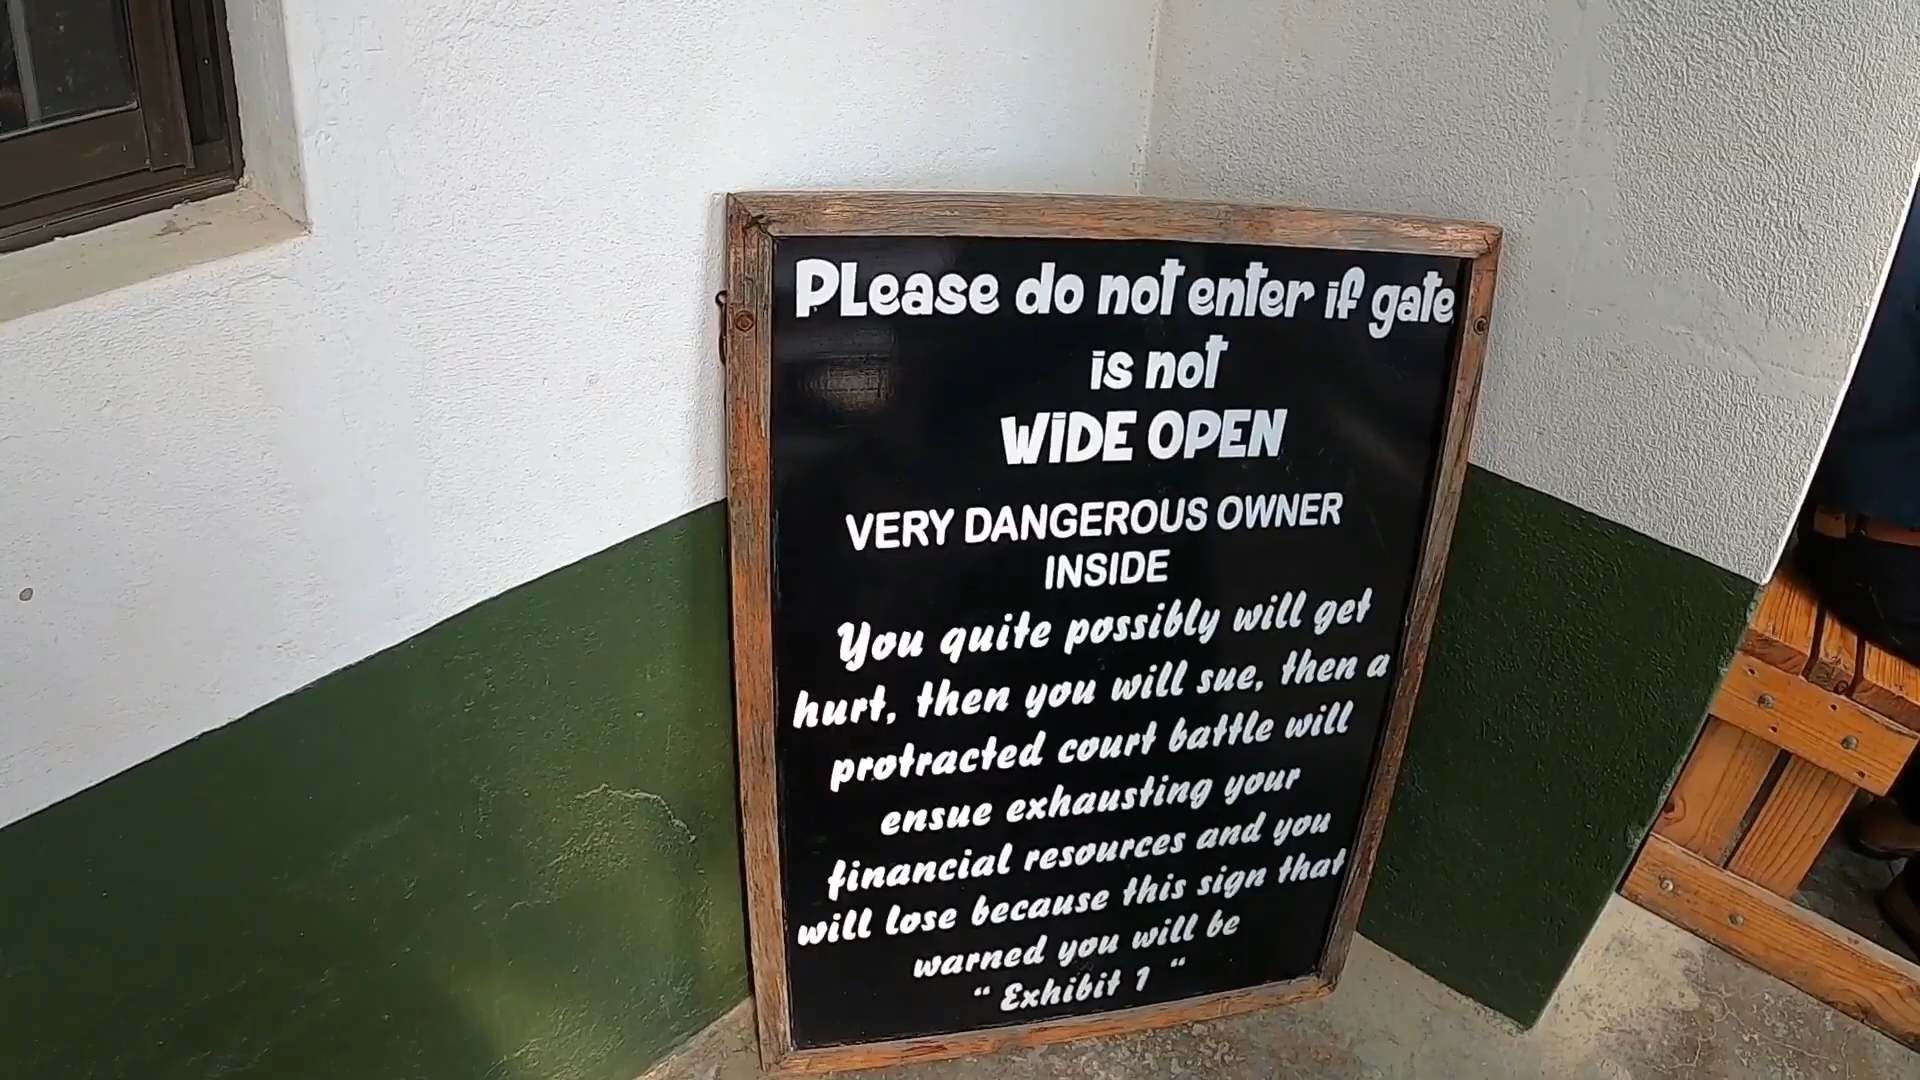 PLease do not enter if gate
is not
WiDE OPEN
VERY DANGEROUS OWNER
INSIDE
You quite possibly will get
hurt, then you will sue, then a
protracted court battle will
ensue exhausting your
financial resources and you
will lose because this sign that
warned you will be
“ Exhibit 1 “